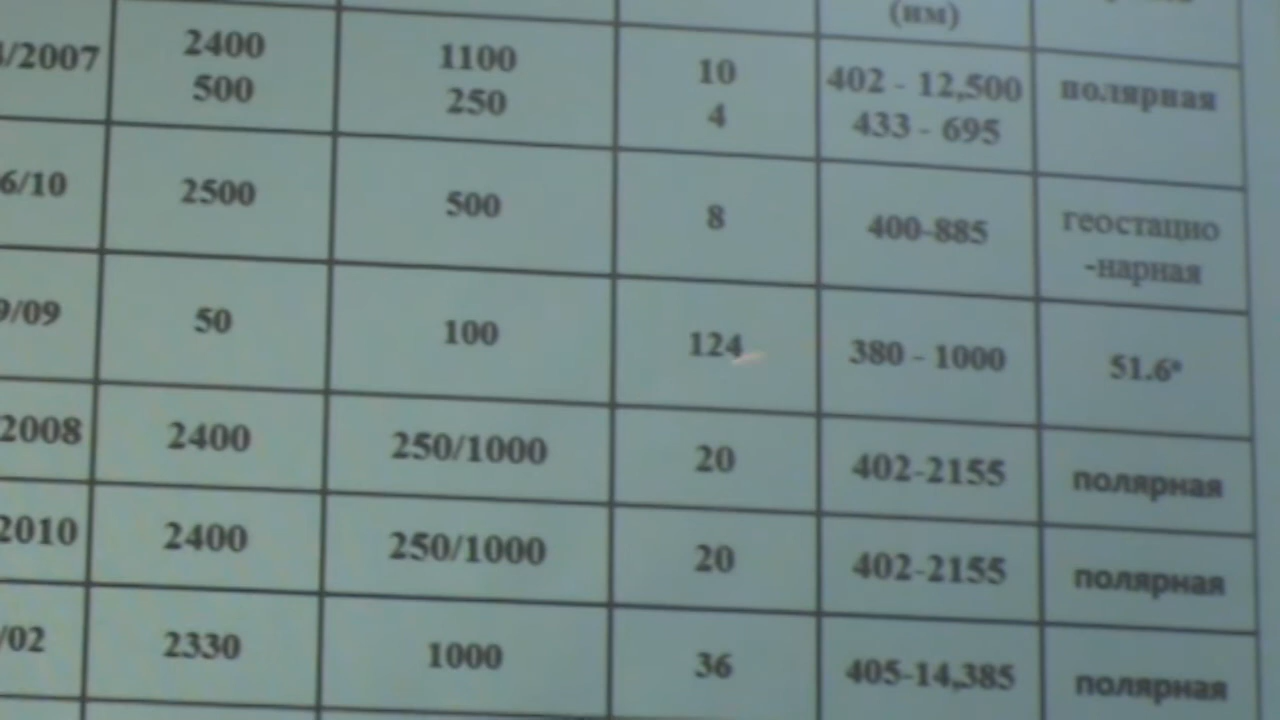 (нм)
/2007 2400 1100 10 402 - 12,500 полярная
500 250 4 433 - 695
6/10 2500 500 8 400-885 геостацио
-нарная
9/09 50 100 124 380 - 1000 51.6°
2008 2400 250/1000 20 402-2155 полярная
2010 2400 250/1000 20 402-2155 полярная
/02 2330 1000 36 405-14,385 полярная